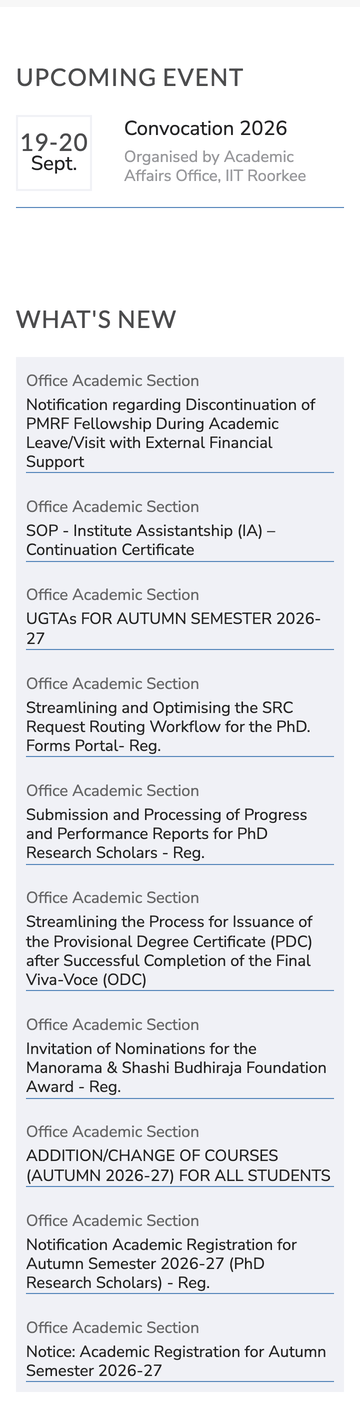 UPCOMING EVENT
19-20
Sept.
Convocation 2026
Organised by Academic
Affairs Office, IIT Roorkee
WHAT'S NEW
Office Academic Section
Notification regarding Discontinuation of
PMRF Fellowship During Academic
Leave/Visit with External Financial
Support
Office Academic Section
SOP - Institute Assistantship (IA) –
Continuation Certificate
Office Academic Section
UGTAs FOR AUTUMN SEMESTER 2026-
27
Office Academic Section
Streamlining and Optimising the SRC
Request Routing Workflow for the PhD.
Forms Portal- Reg.
Office Academic Section
Submission and Processing of Progress
and Performance Reports for PhD
Research Scholars - Reg.
Office Academic Section
Streamlining the Process for Issuance of
the Provisional Degree Certificate (PDC)
after Successful Completion of the Final
Viva-Voce (ODC)
Office Academic Section
Invitation of Nominations for the
Manorama & Shashi Budhiraja Foundation
Award - Reg.
Office Academic Section
ADDITION/CHANGE OF COURSES
(AUTUMN 2026-27) FOR ALL STUDENTS
Office Academic Section
Notification Academic Registration for
Autumn Semester 2026-27 (PhD
Research Scholars) - Reg.
Office Academic Section
Notice: Academic Registration for Autumn
Semester 2026-27